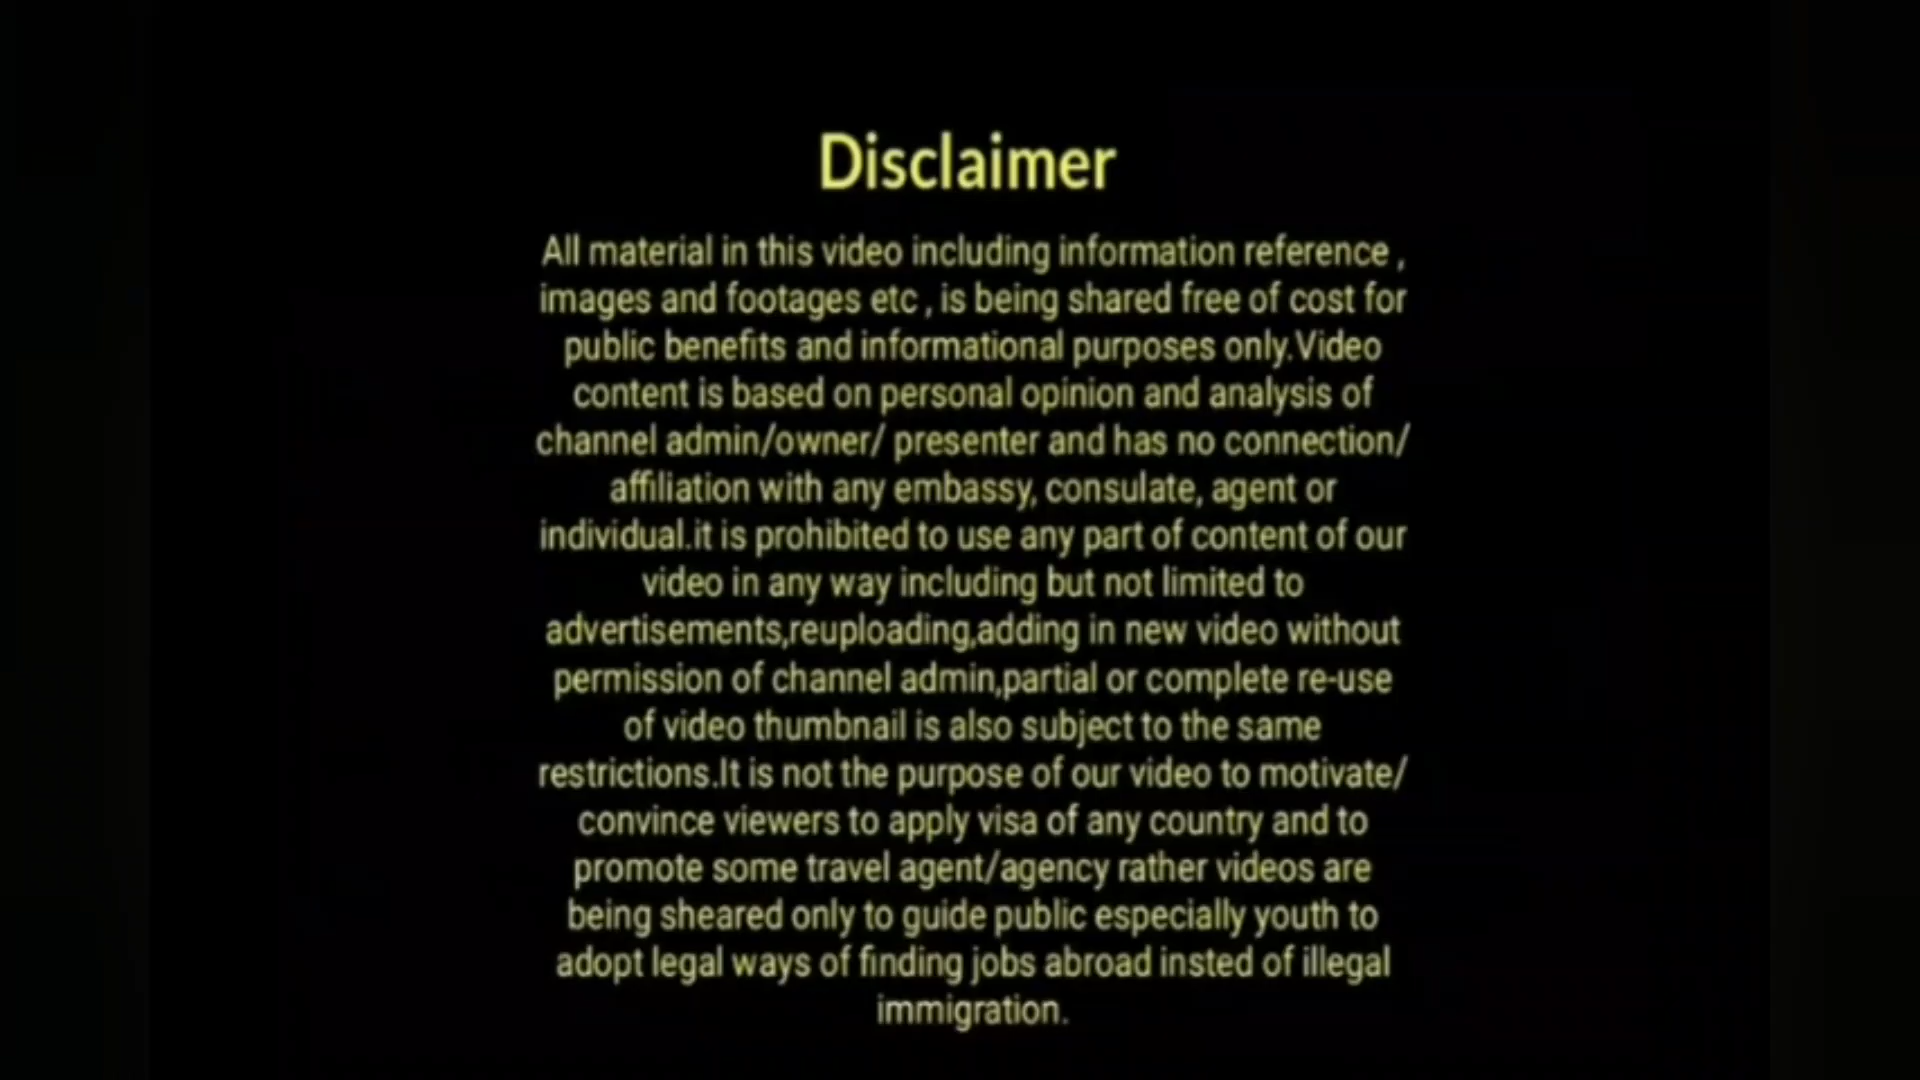 Disclaimer
All material in this video including information reference ,
images and footages etc , is being shared free of cost for
public benefits and informational purposes only.Video
content is based on personal opinion and analysis of
channel admin/owner/ presenter and has no connection/
affiliation with any embassy, consulate, agent or
individual.it is prohibited to use any part of content of our
video in any way including but not limited to
advertisements,reuploading,adding in new video without
permission of channel admin,partial or complete re-use
of video thumbnail is also subject to the same
restrictions.It is not the purpose of our video to motivate/
convince viewers to apply visa of any country and to
promote some travel agent/agency rather videos are
being sheared only to guide public especially youth to
adopt legal ways of finding jobs abroad insted of illegal
immigration.